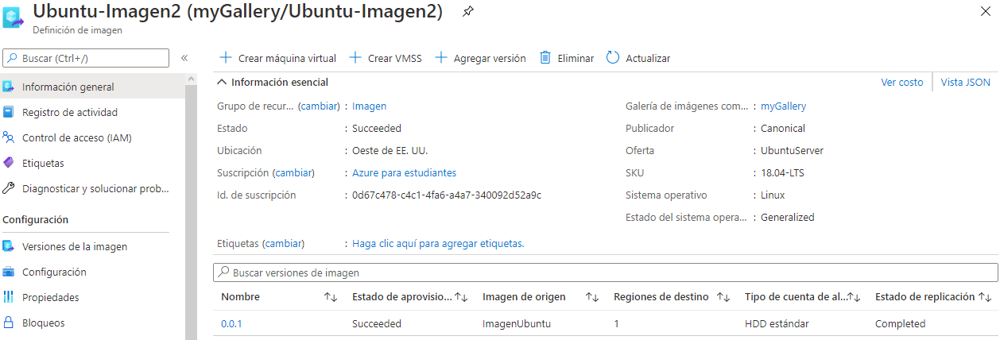 Ubuntu-Imagen2 (myGallery/Ubuntu-Imagen2)
Definición de imagen
Buscar (Ctrl+/)
Información general
Registro de actividad
Control de acceso (IAM)
Etiquetas
Diagnosticar y solucionar prob...
Configuración
Versiones de la imagen
Configuración
Propiedades
Bloqueos
Crear máquina virtual Crear VMSS Agregar versión Eliminar Actualizar
Información esencial Ver costo Vista JSON
Grupo de recur... (cambiar) : Imagen Galería de imágenes com... : myGallery
Estado : Succeeded Publicador : Canonical
Ubicación : Oeste de EE. UU. Oferta : UbuntuServer
Suscripción (cambiar) : Azure para estudiantes SKU : 18.04-LTS
Id. de suscripción : 0d67c478-c4c1-4fa6-a4a7-340092d52a9c Sistema operativo : Linux
Estado del sistema opera... : Generalized
Etiquetas (cambiar) : Haga clic aquí para agregar etiquetas.
Buscar versiones de imagen
Nombre Estado de aprovisio... Imagen de origen Regiones de destino Tipo de cuenta de al... Estado de replicación
0.0.1 Succeeded ImagenUbuntu 1 HDD estándar Completed